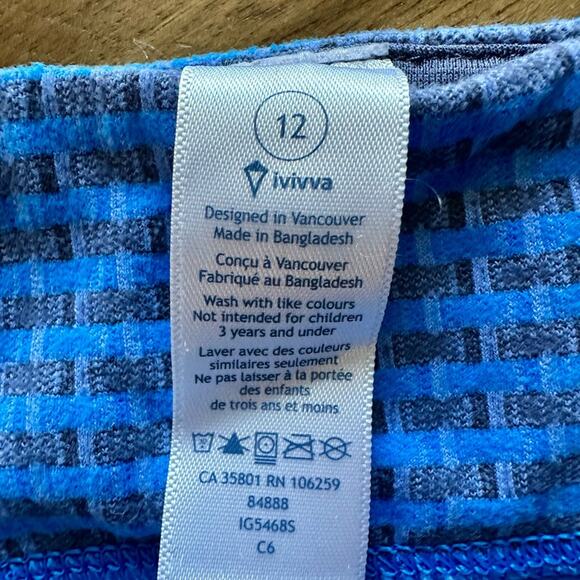 12
ivivva
Designed in Vancouver
Made in Bangladesh
Conçu à Vancouver
Fabriqué au Bangladesh
Wash with like colours
Not intended for children
3 years and under
Laver avec des couleurs
similaires seulement
Ne pas laisser à la portée
des enfants
de trois ans et moins
CA 35801 RN 106259
84888
IG5468S
C6